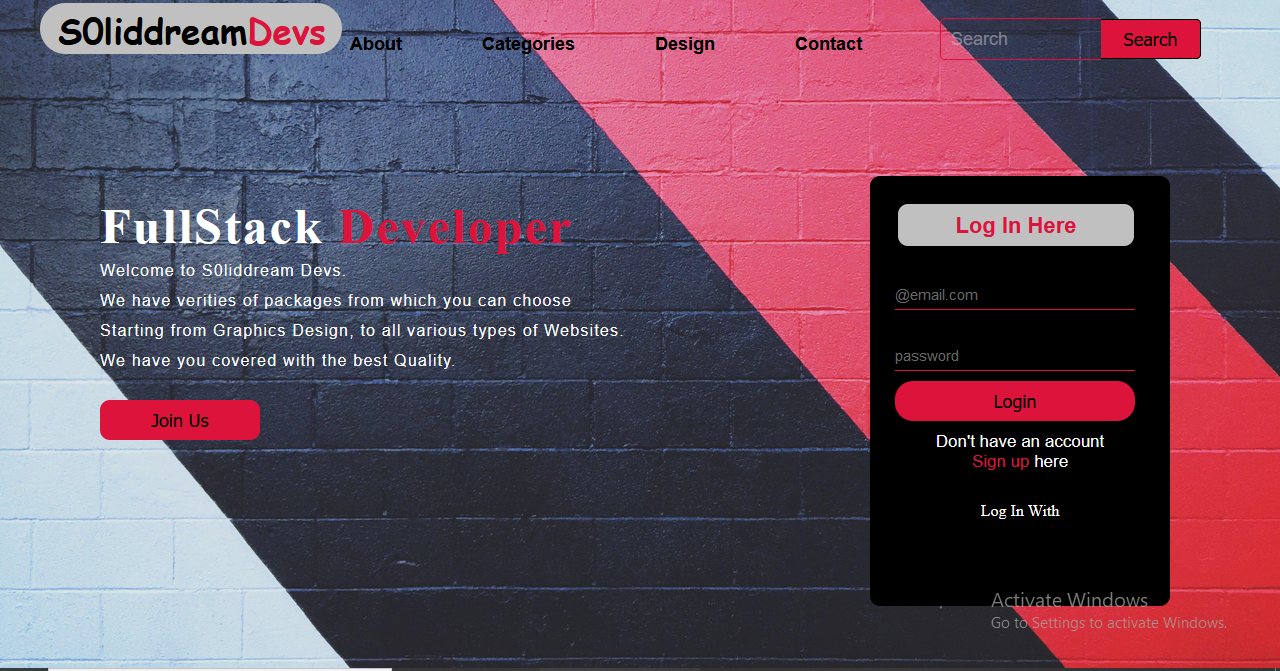 S0liddreamDevs
About
Categories
Design
Contact
Search
Search
FullStack Developer
Welcome to S0liddream Devs.
We have verities of packages from which you can choose
Starting from Graphics Design, to all various types of Websites.
We have you covered with the best Quality.
Join Us
Log In Here
@email.com
password
Login
Don't have an account
Sign up here
Log In With
Activate Windows
Go to Settings to activate Windows.